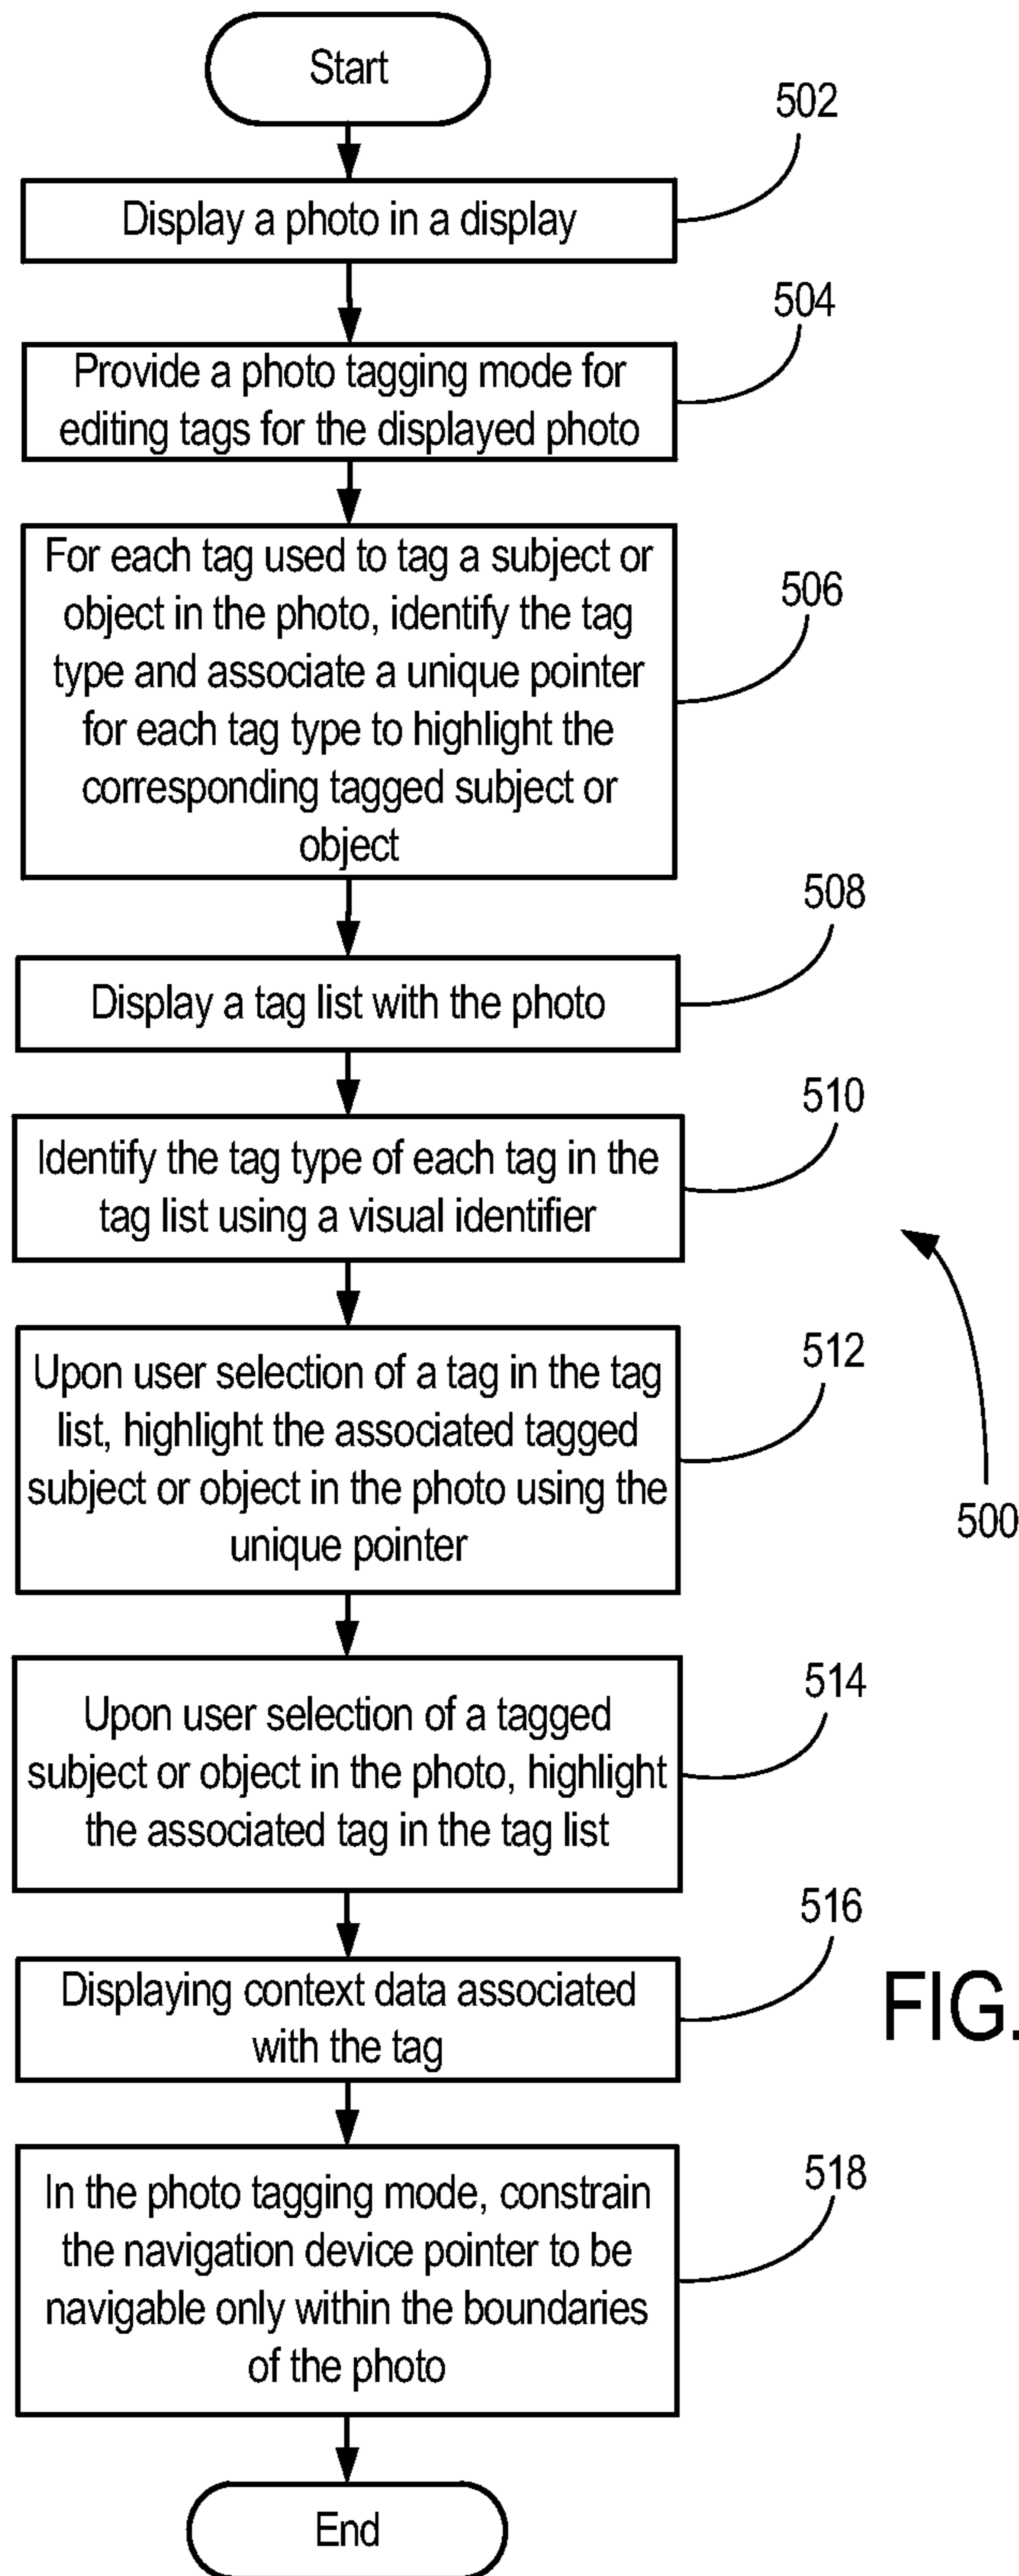 Start
502
Display a photo in a display
504
Provide a photo tagging mode for
editing tags for the displayed photo
506
For each tag used to tag a subject or
object in the photo, identify the tag
type and associate a unique pointer
for each tag type to highlight the
corresponding tagged subject or
object
508
Display a tag list with the photo
510
Identify the tag type of each tag in the
tag list using a visual identifier
500
512
Upon user selection of a tag in the tag
list, highlight the associated tagged
subject or object in the photo using the
unique pointer
514
Upon user selection of a tagged
subject or object in the photo, highlight
the associated tag in the tag list
516
Displaying context data associated
with the tag
FIG.
518
In the photo tagging mode, constrain
the navigation device pointer to be
navigable only within the boundaries
of the photo
End